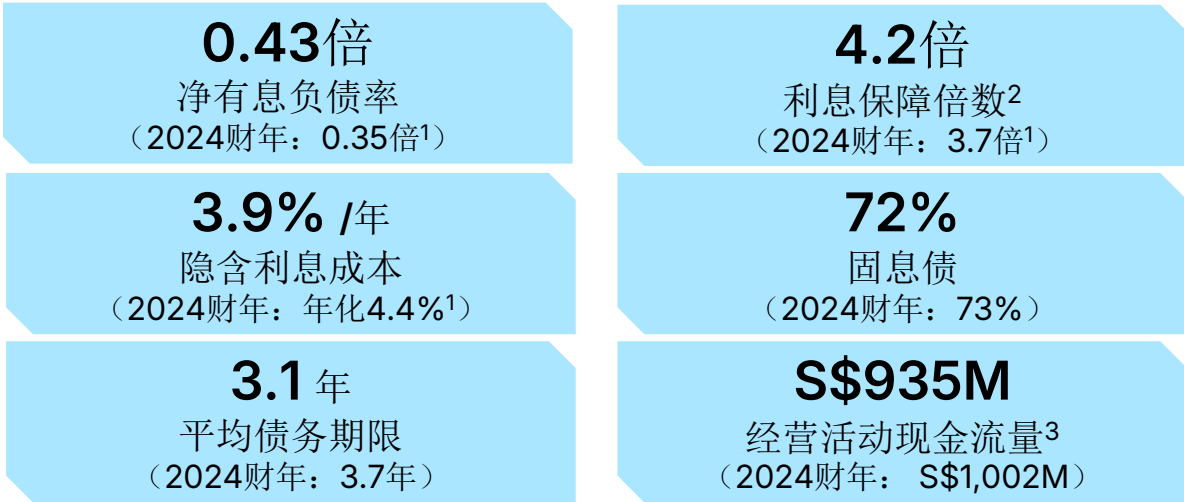 0.43倍
净有息负债率
（2024财年：0.35倍¹）
4.2倍
利息保障倍数²
（2024财年：3.7倍¹）
3.9% /年
隐含利息成本
（2024财年：年化4.4%¹）
72%
固息债
（2024财年：73%）
3.1 年
平均债务期限
（2024财年：3.7年）
S$935M
经营活动现金流量³
（2024财年： S$1,002M）